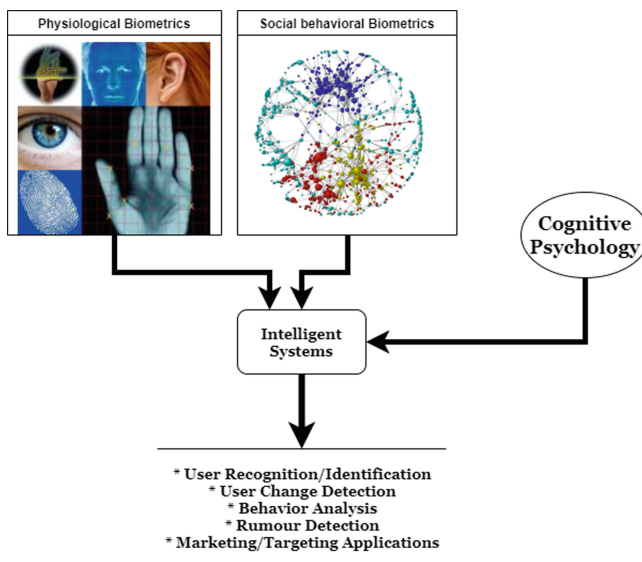 Physiological Biometrics
Social behavioral Biometrics
Cognitive
Psychology
Intelligent
Systems
* User Recognition/Identification
* User Change Detection
* Behavior Analysis
* Rumour Detection
* Marketing/Targeting Applications